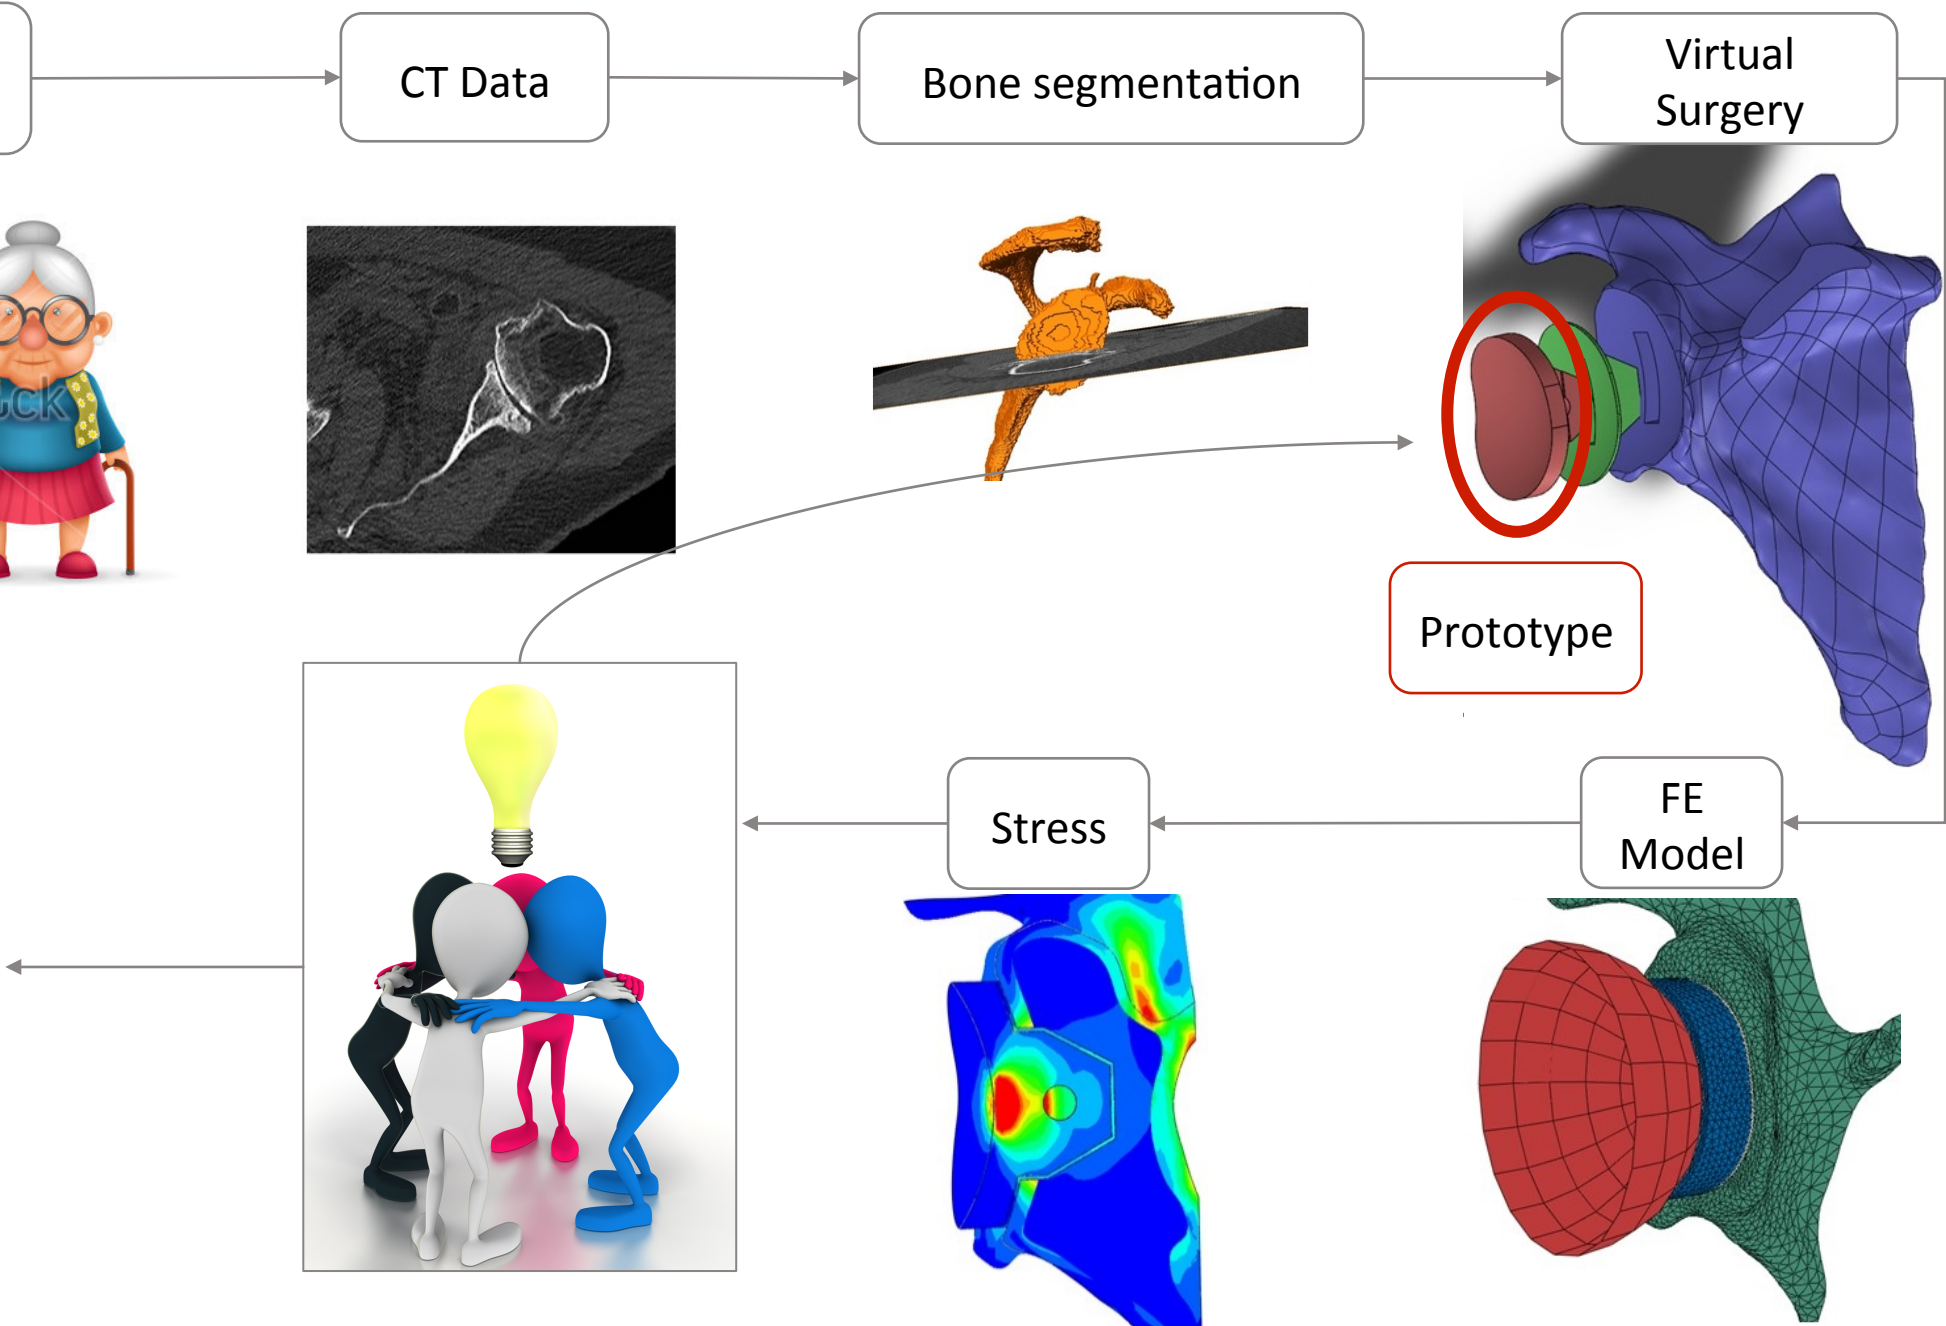 CT Data
Bone segmentation
Virtual
Surgery
Prototype
FE
Model
Stress